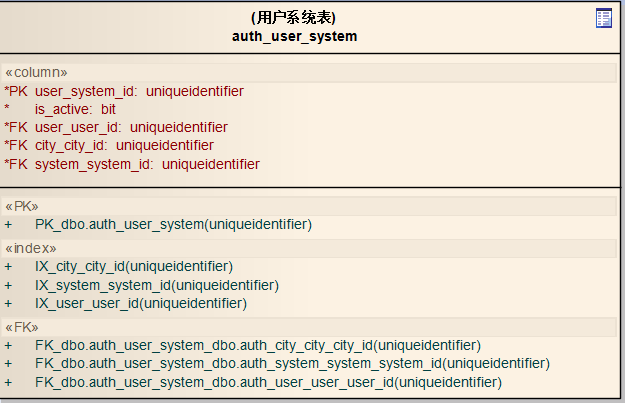 (用户系统表)
auth_user_system
«column»
*PK user_system_id: uniqueidentifier
* is_active: bit
*FK user_user_id: uniqueidentifier
*FK city_city_id: uniqueidentifier
*FK system_system_id: uniqueidentifier
«PK»
+ PK_dbo.auth_user_system(uniqueidentifier)
«index»
+ IX_city_city_id(uniqueidentifier)
+ IX_system_system_id(uniqueidentifier)
+ IX_user_user_id(uniqueidentifier)
«FK»
+ FK_dbo.auth_user_system_dbo.auth_city_city_city_id(uniqueidentifier)
+ FK_dbo.auth_user_system_dbo.auth_system_system_system_id(uniqueidentifier)
+ FK_dbo.auth_user_system_dbo.auth_user_user_user_id(uniqueidentifier)